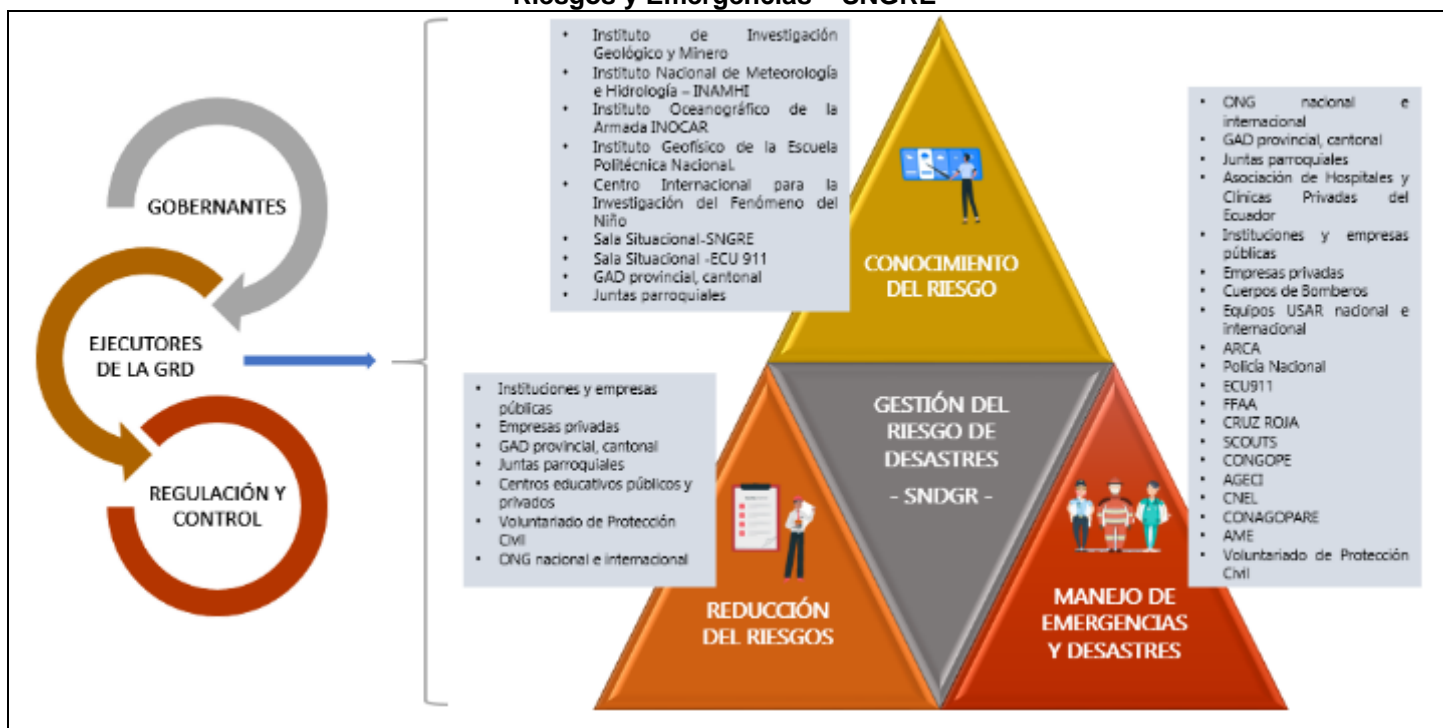 Riesgos y Emergencias – SNGRE
GOBERNANTES
EJECUTORES
DE LA GRD
REGULACIÓN Y
CONTROL
• Instituto de Investigación
Geológico y Minero
• Instituto Nacional de Meteorología
e Hidrología – INAMHI
• Instituto Oceanográfico de la
Armada INOCAR
• Instituto Geofísico de la Escuela
Politécnica Nacional.
• Centro Internacional para la
Investigación del Fenómeno del
Niño
• Sala Situacional-SNGRE
• Sala Situacional -ECU 911
• GAD provincial, cantonal
• Juntas parroquiales
CONOCIMIENTO
DEL RIESGO
• Instituciones y empresas
públicas
• Empresas privadas
• GAD provincial, cantonal
• Juntas parroquiales
• Centros educativos públicos y
privados
• Voluntariado de Protección
Civil
• ONG nacional e internacional
REDUCCIÓN
DEL RIESGOS
GESTIÓN DEL
RIESGO DE
DESASTRES
- SNDGR -
MANEJO DE
EMERGENCIAS
Y DESASTRES
• ONG nacional e
internacional
• GAD provincial, cantonal
• Juntas parroquiales
• Asociación de Hospitales y
Clínicas Privadas del
Ecuador
• Instituciones y empresas
públicas
• Empresas privadas
• Cuerpos de Bomberos
• Equipos USAR nacional e
internacional
• ARCA
• Policía Nacional
• ECU911
• FFAA
• CRUZ ROJA
• SCOUTS
• CONGOPE
• AGECI
• CNEL
• CONAGOPARE
• AME
• Voluntariado de Protección
Civil